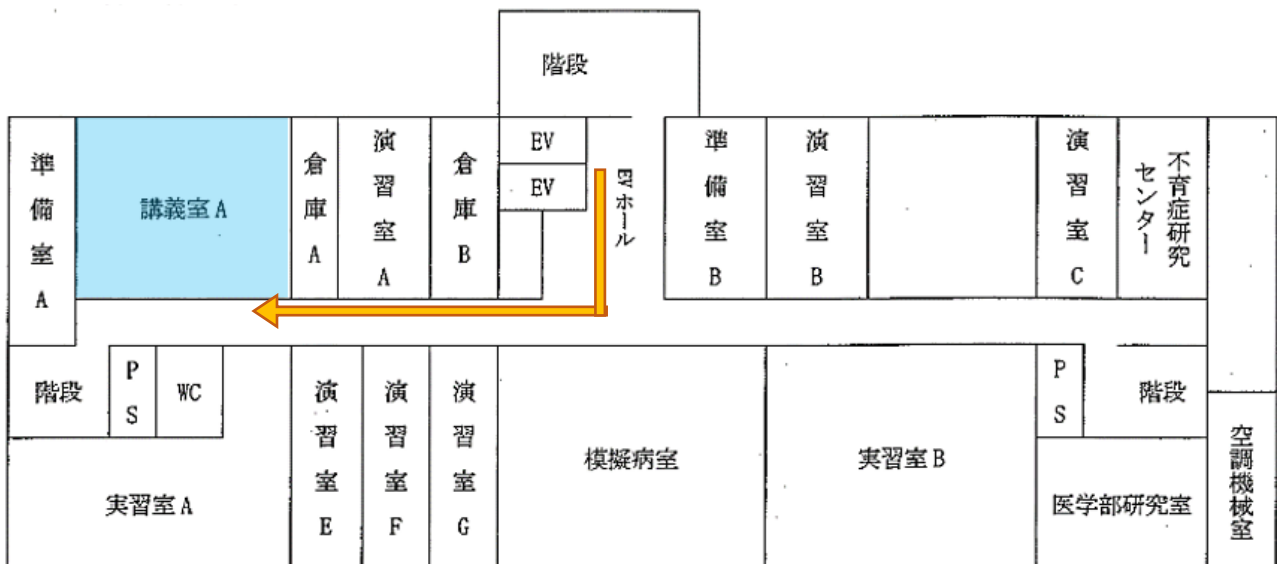 階段
準備室A
講義室A
倉庫A
演習室A
倉庫B
EV
EV
EVホール
準備室B
演習室B
演習室C
不育症研究
センター
階段
PS
WC
演習室E
演習室F
演習室G
模擬病室
実習室B
PS
階段
実習室A
医学部研究室
空調機械室